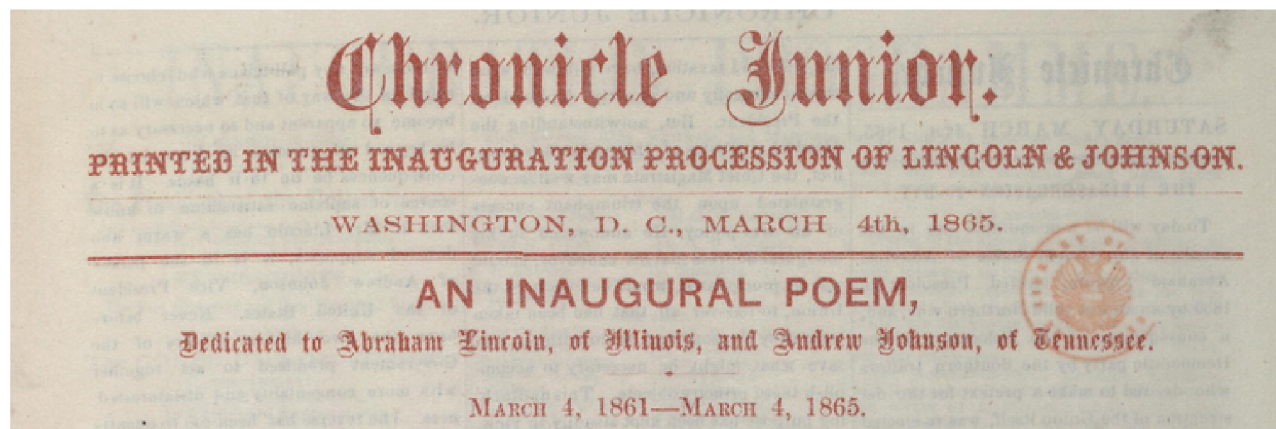 Chronicle Junior.
PRINTED IN THE INAUGURATION PROCESSION OF LINCOLN & JOHNSON.
WASHINGTON, D. C., MARCH 4th, 1865.
AN INAUGURAL POEM,
Dedicated to Abraham Lincoln, of Illinois, and Andrew Johnson, of Tennessee.
MARCH 4, 1861—MARCH 4, 1865.